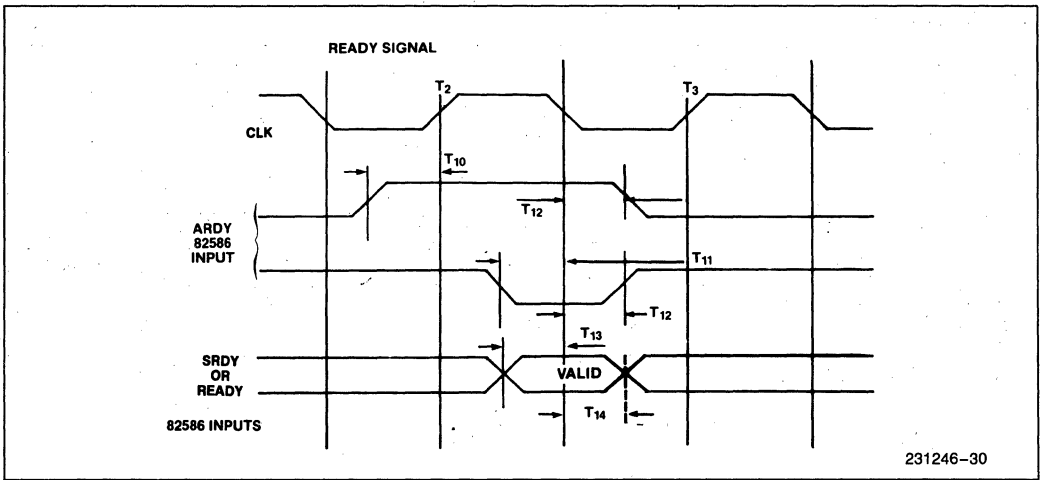 READY SIGNAL
T2
T3
CLK
T10
T12
ARDY
82586
INPUT
T11
T12
T13
SRDY
OR
READY
VALID
T14
82586 INPUTS
231246-30